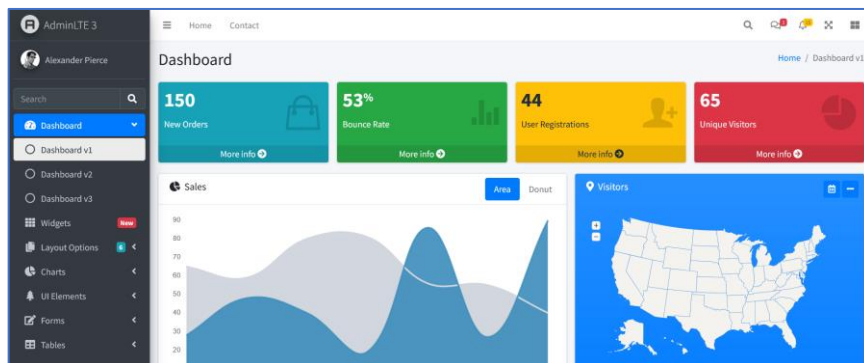 AdminLTE 3
Home Contact
Alexander Pierce
Dashboard
Home / Dashboard v1
Search
Dashboard
Dashboard v1
Dashboard v2
Dashboard v3
Widgets New
Layout Options 6
Charts
UI Elements
Forms
Tables
150
New Orders
More info
53%
Bounce Rate
More info
44
User Registrations
More info
65
Unique Visitors
More info
Sales
Area Donut
90
80
70
60
50
40
30
20
Visitors
+
−